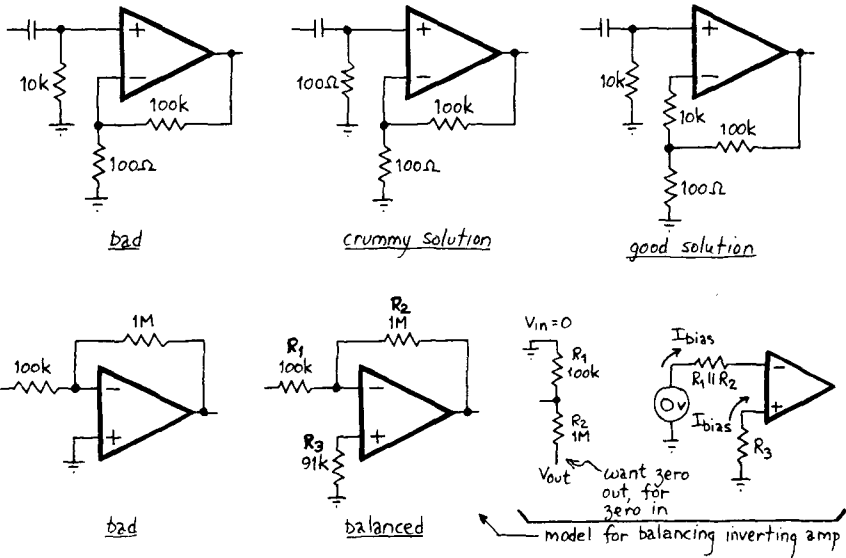 +
−
10k
100k
100Ω
bad
+
−
100Ω
100k
100Ω
crummy solution
+
−
10k
10k
100k
100Ω
good solution
1M
100k
−
+
bad
R2
1M
R1
100k
−
+
R3
91k
balanced
Vin=0
R1
100k
R2
1M
Vout
want zero
out, for
zero in
Ibias
R1||R2
0v
Ibias
−
+
R3
model for balancing inverting amp